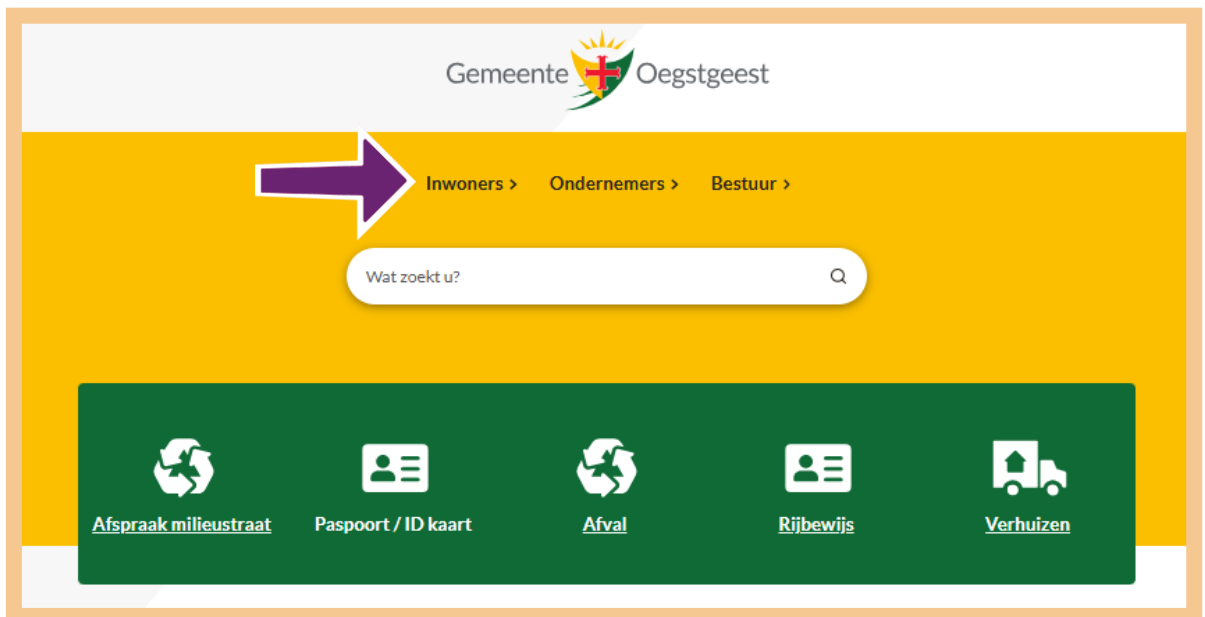 Gemeente Oegstgeest
Inwoners > Ondernemers > Bestuur >
Wat zoekt u?
Afspraak milieustraat Paspoort / ID kaart Afval Rijbewijs Verhuizen